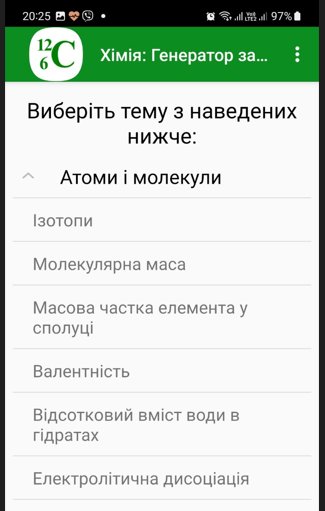 20:25 97%
12
6 C
Хімія: Генератор за...
Виберіть тему з наведених
нижче:
Атоми і молекули
Ізотопи
Молекулярна маса
Масова частка елемента у
сполуці
Валентність
Відсотковий вміст води в
гідратах
Електролітична дисоціація